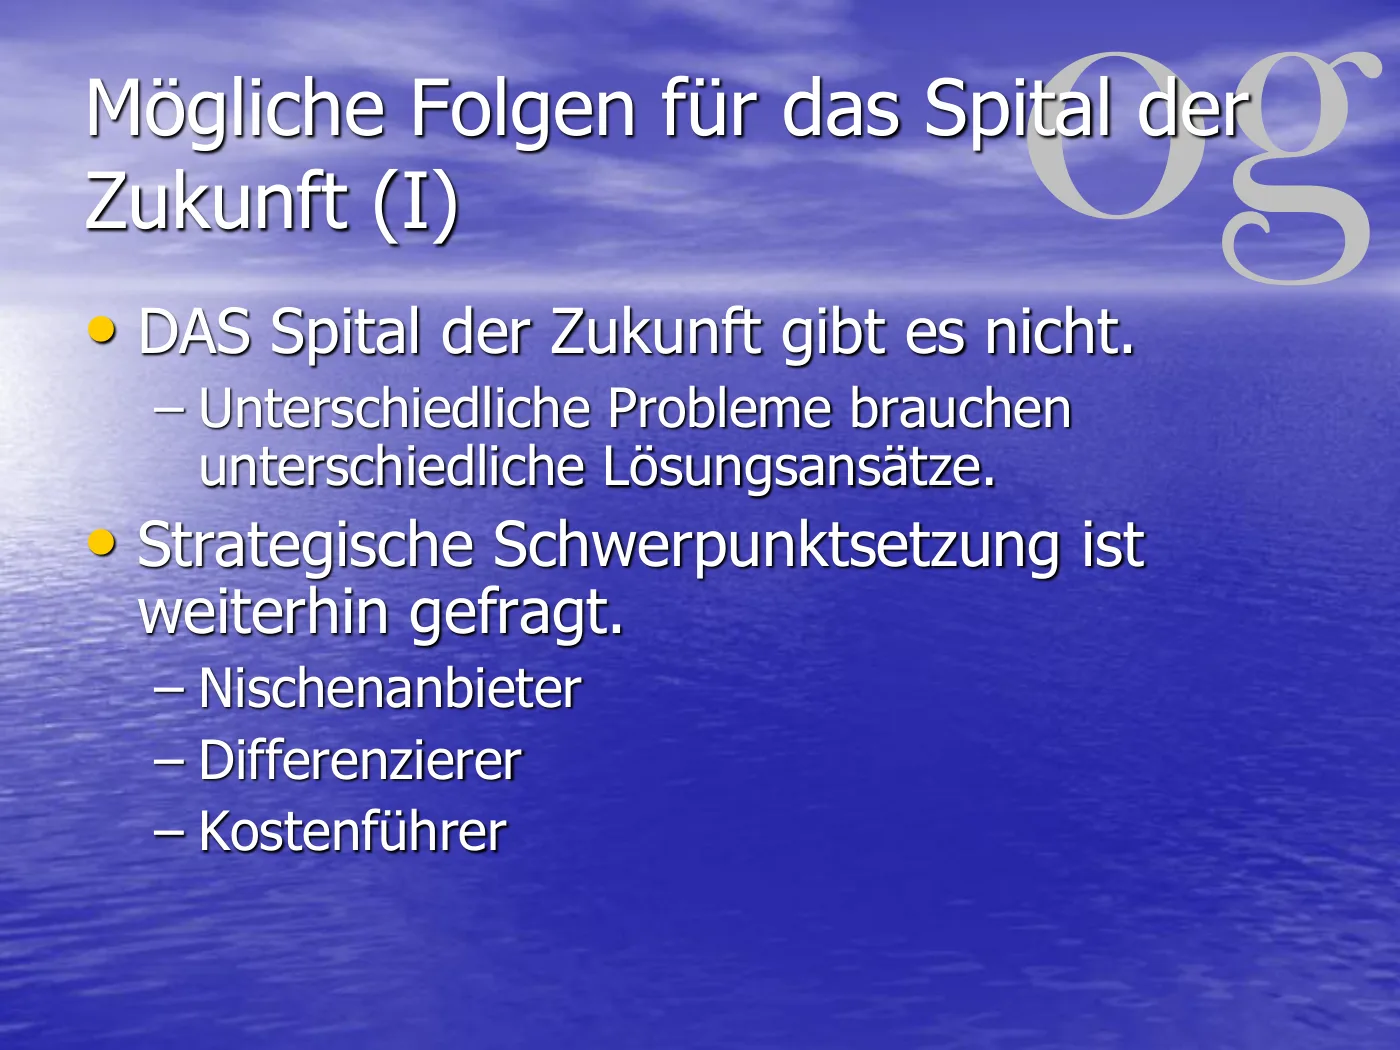 og
Mögliche Folgen für das Spital der
Zukunft (I)
• DAS Spital der Zukunft gibt es nicht.
– Unterschiedliche Probleme brauchen
unterschiedliche Lösungsansätze.
• Strategische Schwerpunktsetzung ist
weiterhin gefragt.
– Nischenanbieter
– Differenzierer
– Kostenführer